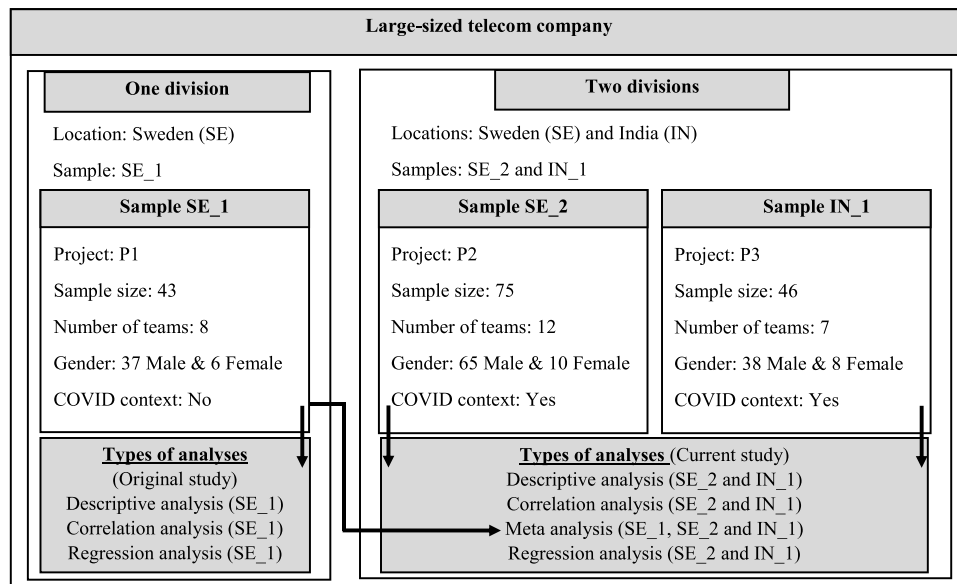 Large-sized telecom company
One division
Location: Sweden (SE)
Sample: SE_1
Sample SE_1
Project: P1
Sample size: 43
Number of teams: 8
Gender: 37 Male & 6 Female
COVID context: No
Types of analyses
(Original study)
Descriptive analysis (SE_1)
Correlation analysis (SE_1)
Regression analysis (SE_1)
Two divisions
Locations: Sweden (SE) and India (IN)
Samples: SE_2 and IN_1
Sample SE_2
Project: P2
Sample size: 75
Number of teams: 12
Gender: 65 Male & 10 Female
COVID context: Yes
Sample IN_1
Project: P3
Sample size: 46
Number of teams: 7
Gender: 38 Male & 8 Female
COVID context: Yes
Types of analyses (Current study)
Descriptive analysis (SE_2 and IN_1)
Correlation analysis (SE_2 and IN_1)
Meta analysis (SE_1, SE_2 and IN_1)
Regression analysis (SE_2 and IN_1)